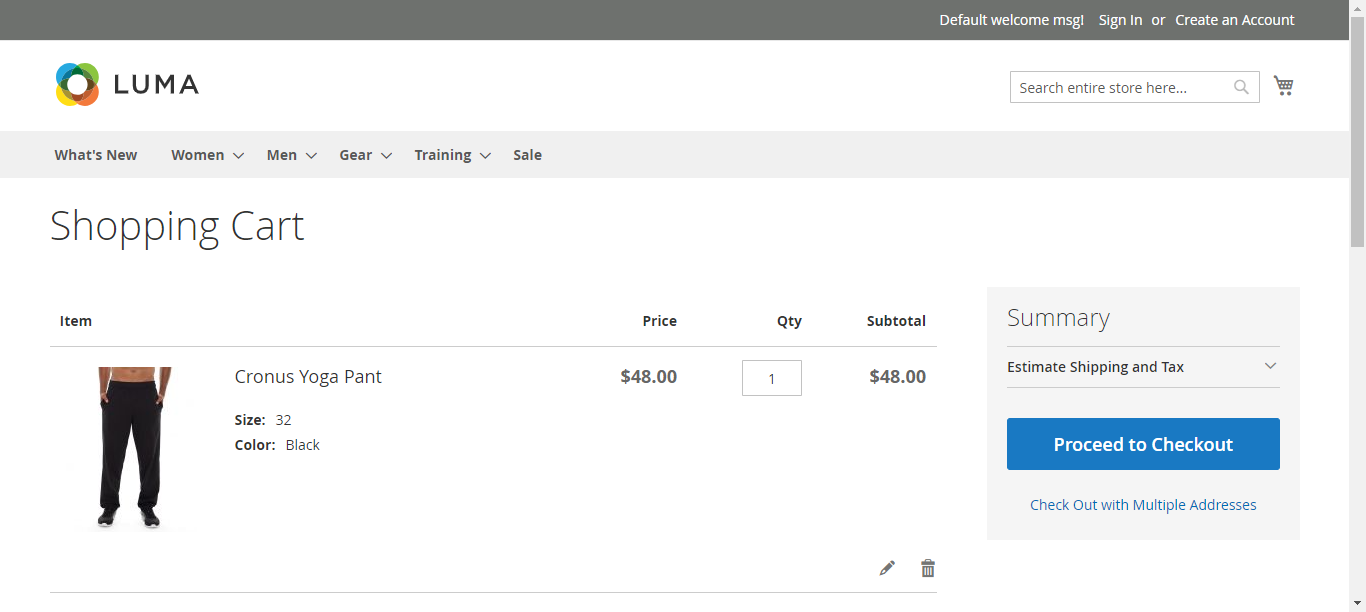 Default welcome msg! Sign In or Create an Account
LUMA
Search entire store here...
What's New Women Men Gear Training Sale
Shopping Cart
Item Price Qty Subtotal
Cronus Yoga Pant $48.00 1 $48.00
Size: 32
Color: Black
Summary
Estimate Shipping and Tax
Proceed to Checkout
Check Out with Multiple Addresses